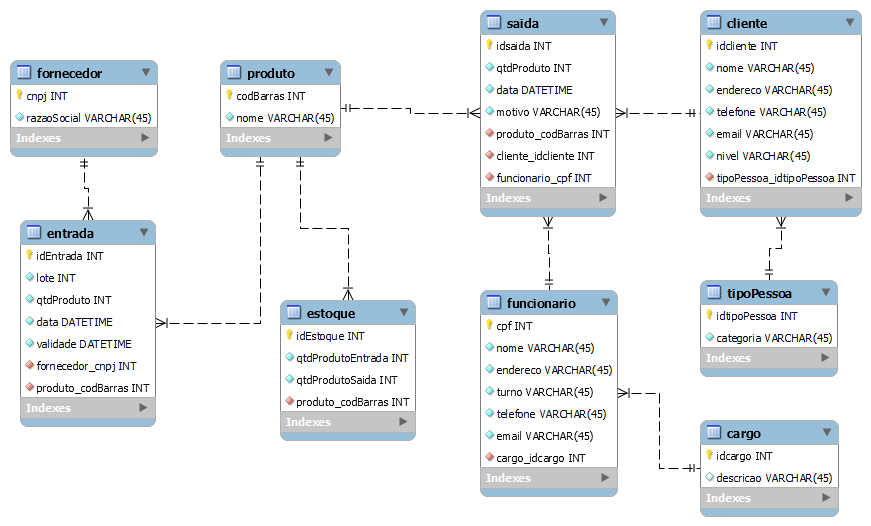 fornecedor
cnpj INT
razaoSocial VARCHAR(45)
Indexes
produto
codBarras INT
nome VARCHAR(45)
Indexes
saida
idsaida INT
qtdProduto INT
data DATETIME
motivo VARCHAR(45)
produto_codBarras INT
cliente_idcliente INT
funcionario_cpf INT
Indexes
cliente
idcliente INT
nome VARCHAR(45)
endereco VARCHAR(45)
telefone VARCHAR(45)
email VARCHAR(45)
nivel VARCHAR(45)
tipoPessoa_idtipoPessoa INT
Indexes
entrada
idEntrada INT
lote INT
qtdProduto INT
data DATETIME
validade DATETIME
fornecedor_cnpj INT
produto_codBarras INT
Indexes
estoque
idEstoque INT
qtdProdutoEntrada INT
qtdProdutoSaida INT
produto_codBarras INT
Indexes
funcionario
cpf INT
nome VARCHAR(45)
endereco VARCHAR(45)
turno VARCHAR(45)
telefone VARCHAR(45)
email VARCHAR(45)
cargo_idcargo INT
Indexes
tipoPessoa
idtipoPessoa INT
categoria VARCHAR(45)
Indexes
cargo
idcargo INT
descricao VARCHAR(45)
Indexes